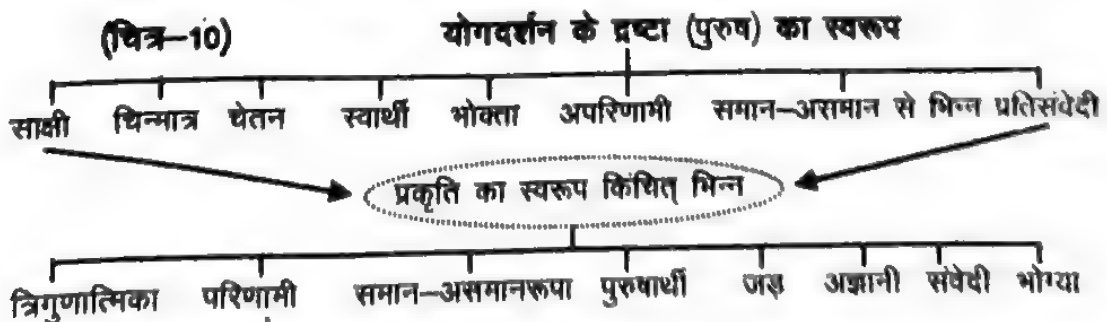 (चित्र-10) योगदर्शन के द्रष्टा (पुरुष) का स्वरूप
साक्षी चिन्मात्र चेतन स्वार्थी भोक्ता अपरिणामी समान-असमान से भिन्न प्रतिसंवेदी
प्रकृति का स्वरूप किंचित् भिन्न
त्रिगुणात्मिका परिणामी समान-असमानरूपा पुरुषार्थी जड़ अज्ञानी संवेदी भोग्या